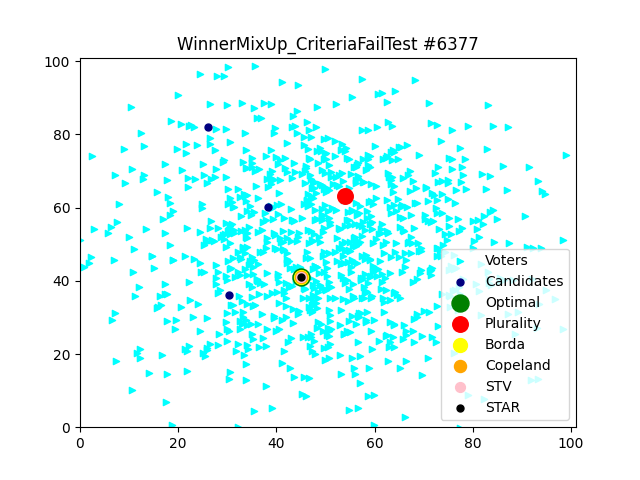 WinnerMixUp_CriteriaFailTest #6377
100
80
60
40
20
0
0 20 40 60 80 100
Voters
Candidates
Optimal
Plurality
Borda
Copeland
STV
STAR